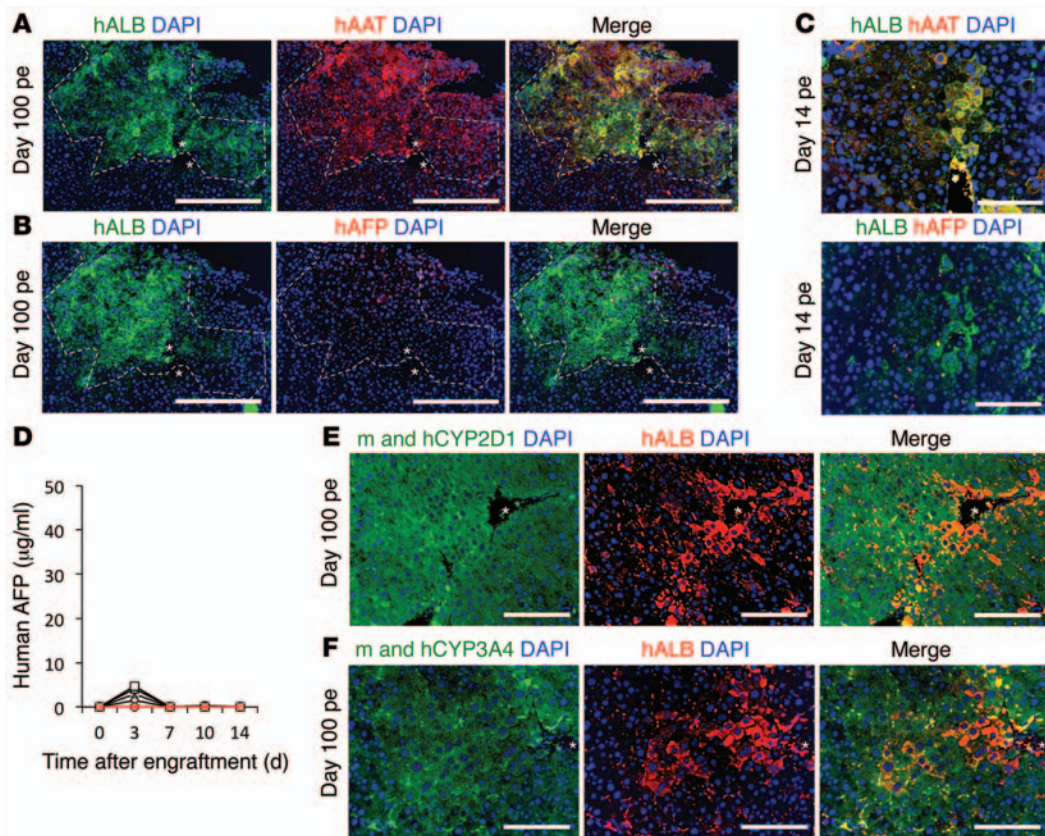 A
hALB DAPI
hAAT DAPI
Merge
Day 100 pe
B
hALB DAPI
hAFP DAPI
Merge
Day 100 pe
C
hALB hAAT DAPI
Day 14 pe
hALB hAFP DAPI
Day 14 pe
D
Human AFP (μg/ml)
50
40
30
20
10
0
0 3 7 10 14
Time after engraftment (d)
E
m and hCYP2D1 DAPI
hALB DAPI
Merge
Day 100 pe
F
m and hCYP3A4 DAPI
hALB DAPI
Merge
Day 100 pe